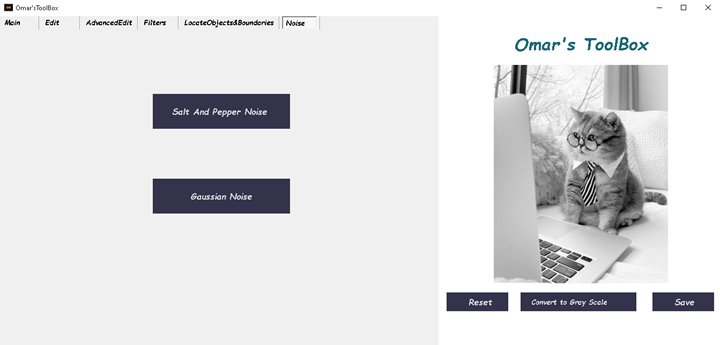 Omar'sToolBox
Main Edit AdvancedEdit Filters LocateObjects&Boundaries Noise
Omar's ToolBox
Salt And Pepper Noise
Gaussian Noise
Reset Convert to Gray Scale Save